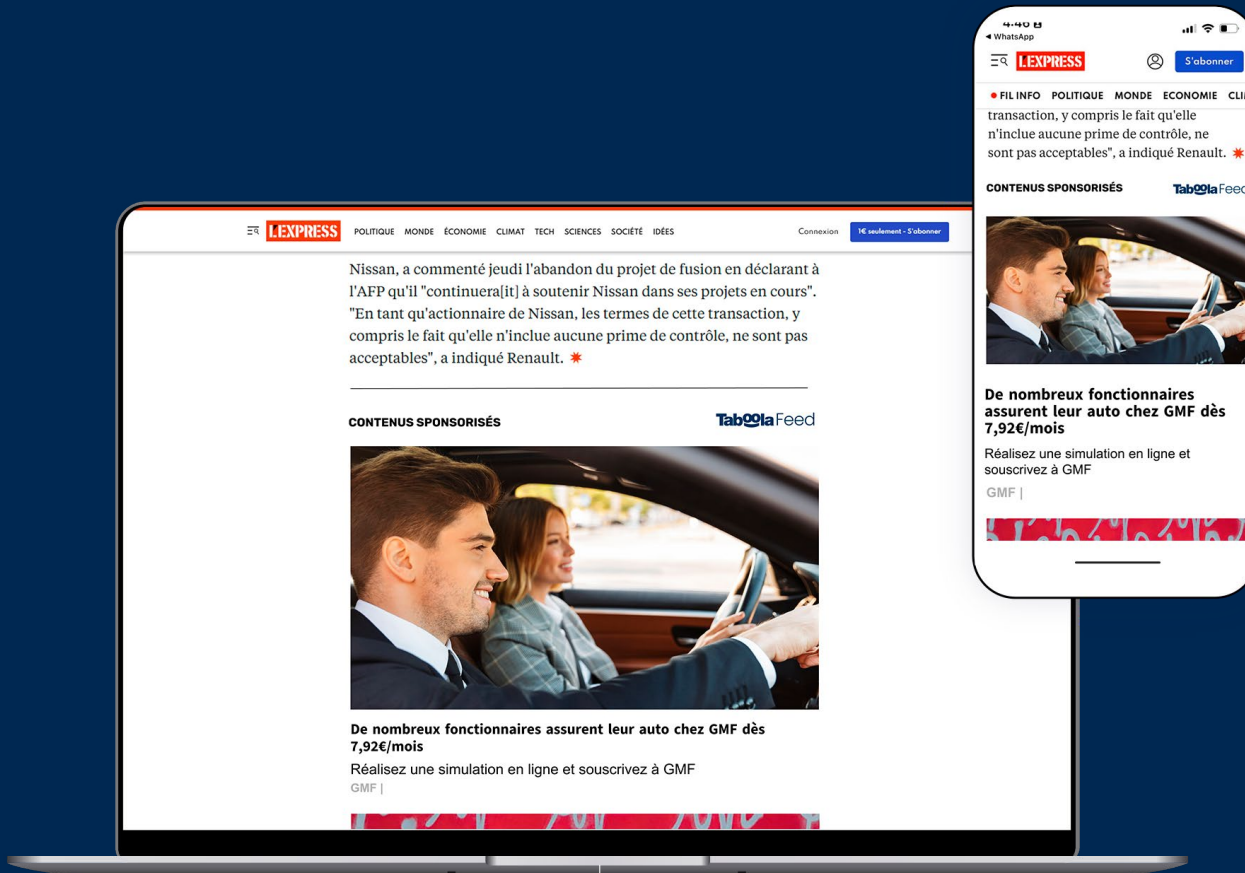 L'EXPRESS
POLITIQUE MONDE ÉCONOMIE CLIMAT TECH SCIENCES SOCIÉTÉ IDÉES
Connexion
1€ seulement - S'abonner
Nissan, a commenté jeudi l'abandon du projet de fusion en déclarant à
l'AFP qu'il "continuera[it] à soutenir Nissan dans ses projets en cours".
"En tant qu'actionnaire de Nissan, les termes de cette transaction, y
compris le fait qu'elle n'inclue aucune prime de contrôle, ne sont pas
acceptables", a indiqué Renault.
CONTENUS SPONSORISÉS
Taboola Feed
De nombreux fonctionnaires assurent leur auto chez GMF dès
7,92€/mois
Réalisez une simulation en ligne et souscrivez à GMF
GMF |
4:46
WhatsApp
L'EXPRESS
S'abonner
FIL INFO POLITIQUE MONDE ECONOMIE
transaction, y compris le fait qu'elle
n'inclue aucune prime de contrôle, ne
sont pas acceptables", a indiqué Renault.
CONTENUS SPONSORISÉS
Taboola Feed
De nombreux fonctionnaires
assurent leur auto chez GMF dès
7,92€/mois
Réalisez une simulation en ligne et
souscrivez à GMF
GMF |